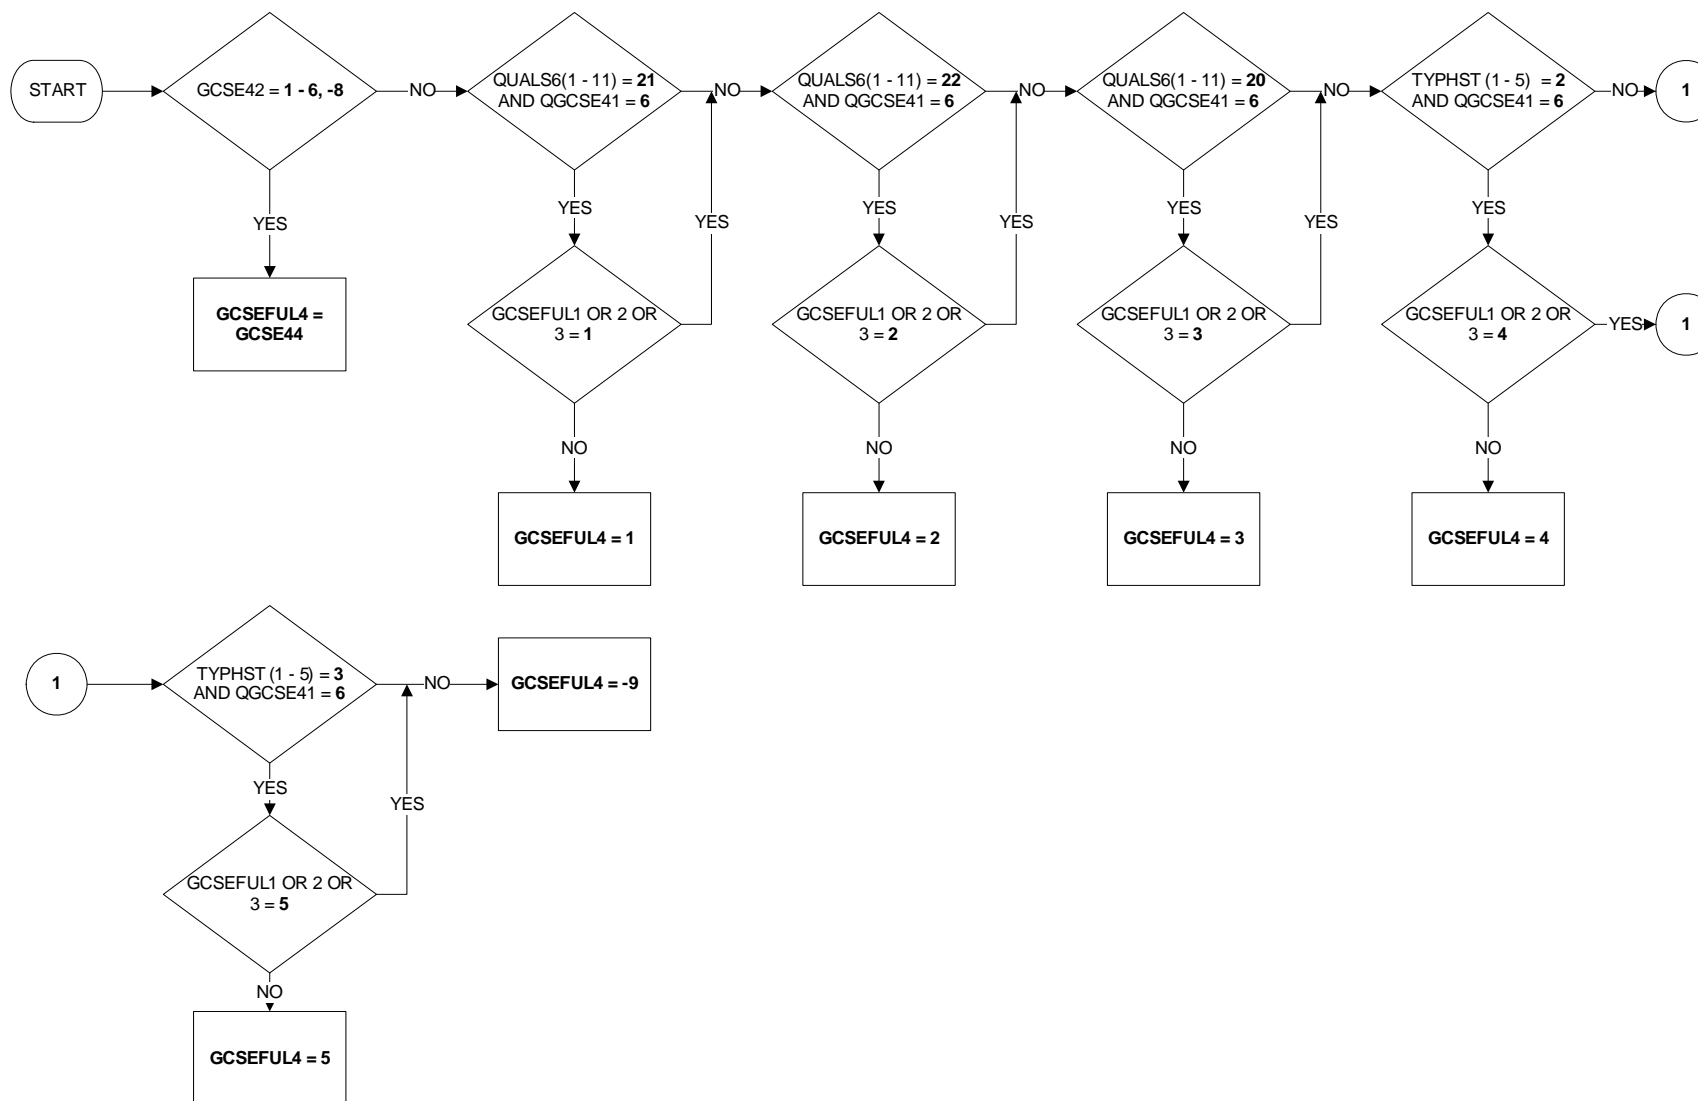 START
GCSE42 = 1 - 6, -8
NO
QUALS6(1 - 11) = 21
AND QGCSE41 = 6
NO
QUALS6(1 - 11) = 22
AND QGCSE41 = 6
NO
QUALS6(1 - 11) = 20
AND QGCSE41 = 6
NO
TYPHST (1 - 5) = 2
AND QGCSE41 = 6
NO
1
YES
YES
YES
YES
YES
YES
YES
YES
GCSEFUL4 =
GCSE44
GCSEFUL1 OR 2 OR
3 = 1
GCSEFUL1 OR 2 OR
3 = 2
GCSEFUL1 OR 2 OR
3 = 3
GCSEFUL1 OR 2 OR
3 = 4
YES
1
NO
NO
NO
NO
GCSEFUL4 = 1
GCSEFUL4 = 2
GCSEFUL4 = 3
GCSEFUL4 = 4
1
TYPHST (1 - 5) = 3
AND QGCSE41 = 6
NO
GCSEFUL4 = -9
YES
YES
GCSEFUL1 OR 2 OR
3 = 5
NO
GCSEFUL4 = 5